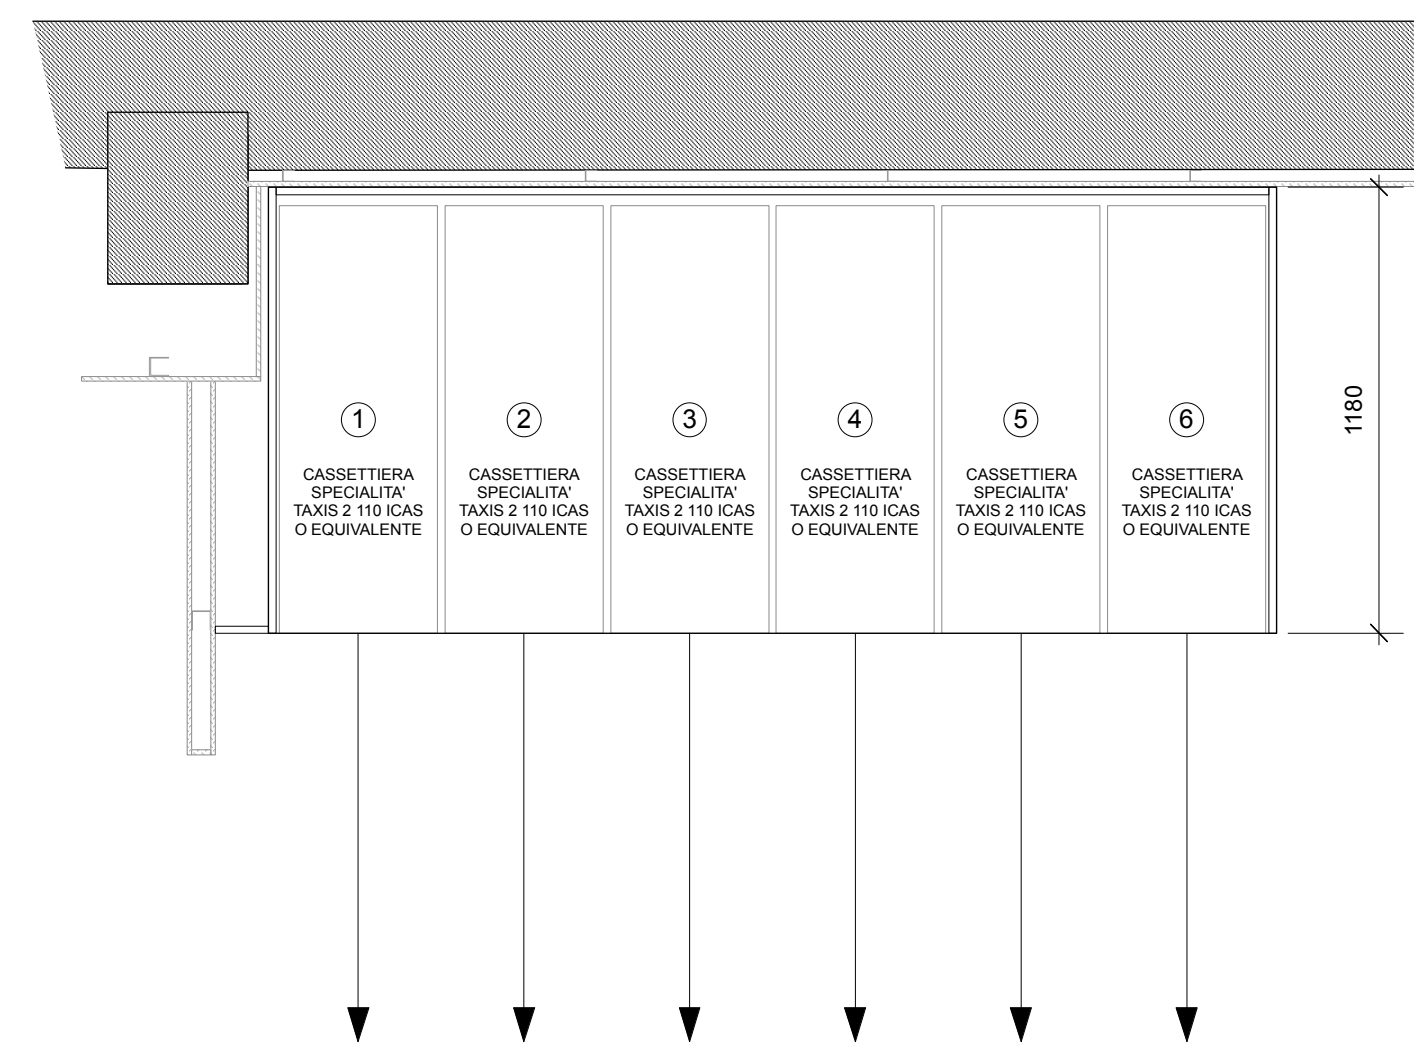 1
CASSETTIERA
SPECIALITA'
TAXIS 2 110 ICAS
O EQUIVALENTE
2
CASSETTIERA
SPECIALITA'
TAXIS 2 110 ICAS
O EQUIVALENTE
3
CASSETTIERA
SPECIALITA'
TAXIS 2 110 ICAS
O EQUIVALENTE
4
CASSETTIERA
SPECIALITA'
TAXIS 2 110 ICAS
O EQUIVALENTE
5
CASSETTIERA
SPECIALITA'
TAXIS 2 110 ICAS
O EQUIVALENTE
6
CASSETTIERA
SPECIALITA'
TAXIS 2 110 ICAS
O EQUIVALENTE
1180